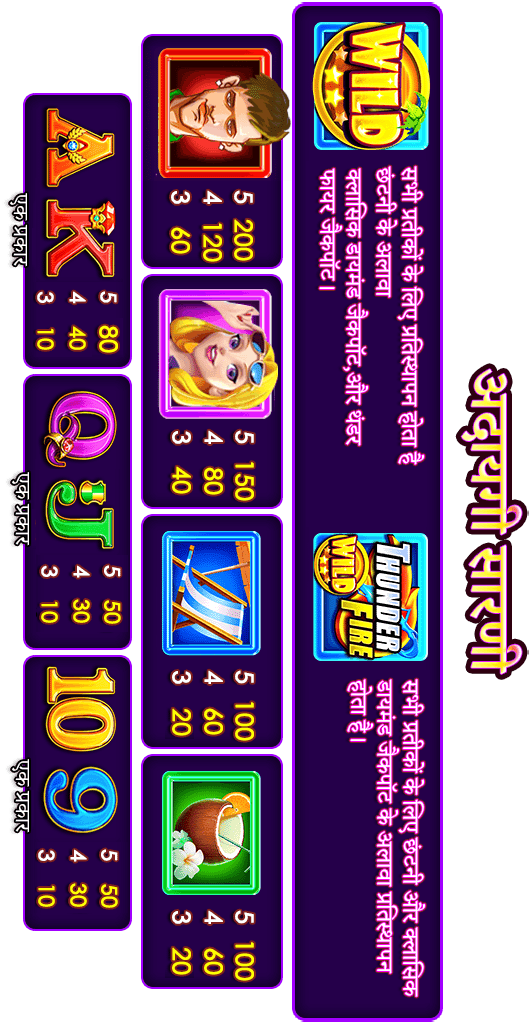 अदायगी सारणी
WILD
सभी प्रतीकों के लिए प्रतिस्थापन होता है
छंटनी के अलावा
क्लासिक डायमंड जैकपॉट,और थंडर
फायर जैकपॉट।
THUNDER
FIRE
WILD
सभी प्रतीकों के लिए छंटनी और क्लासिक
डायमंड जैकपॉट के अलावा प्रतिस्थापन
होता है।
5 200
4 120
3 60
5 150
4 80
3 40
5 100
4 60
3 20
5 100
4 60
3 20
A K
5 80
4 40
3 10
एक प्रकार
Q J
5 50
4 30
3 10
एक प्रकार
10 9
5 50
4 30
3 10
एक प्रकार